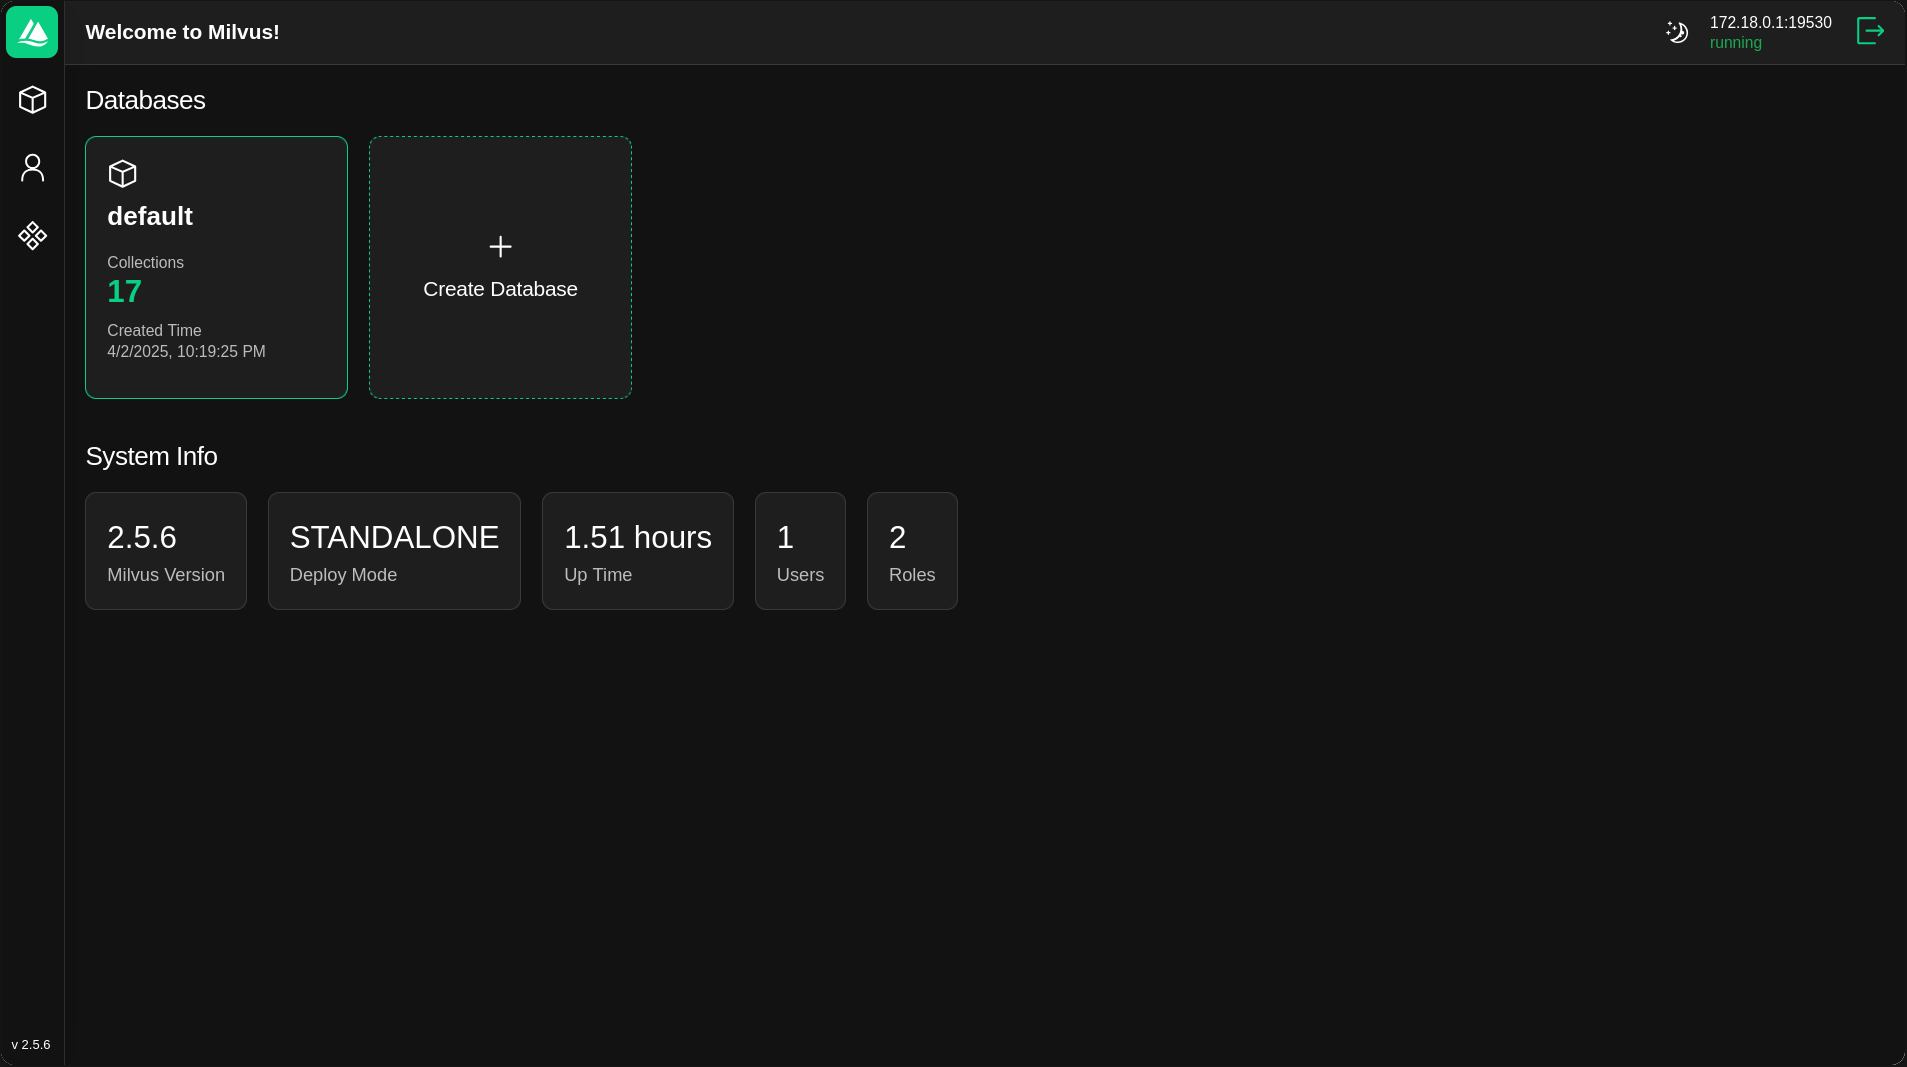 Welcome to Milvus!
172.18.0.1:19530
running
Databases
default
Collections
17
Created Time
4/2/2025, 10:19:25 PM
Create Database
System Info
2.5.6
Milvus Version
STANDALONE
Deploy Mode
1.51 hours
Up Time
1
Users
2
Roles
v 2.5.6